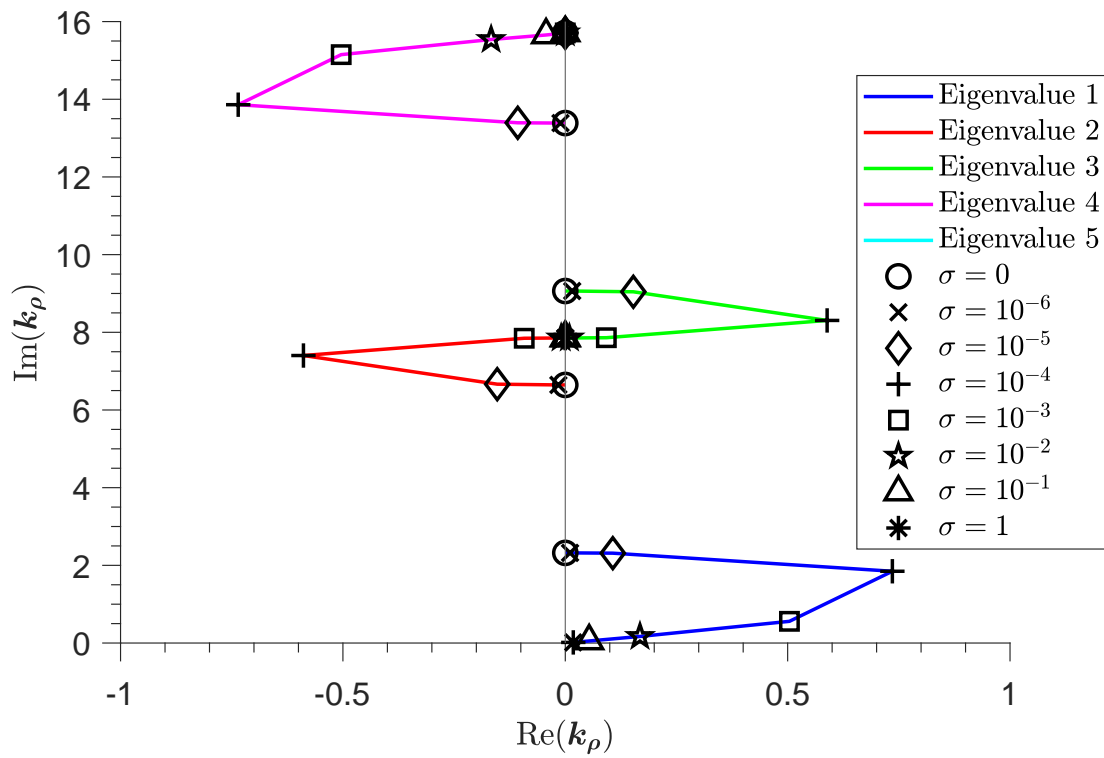 16
14
12
10
8
6
4
2
0
Im(k_ρ)
-1
-0.5
0
0.5
1
Re(k_ρ)
Eigenvalue 1
Eigenvalue 2
Eigenvalue 3
Eigenvalue 4
Eigenvalue 5
σ = 0
σ = 10⁻⁶
σ = 10⁻⁵
σ = 10⁻⁴
σ = 10⁻³
σ = 10⁻²
σ = 10⁻¹
σ = 1